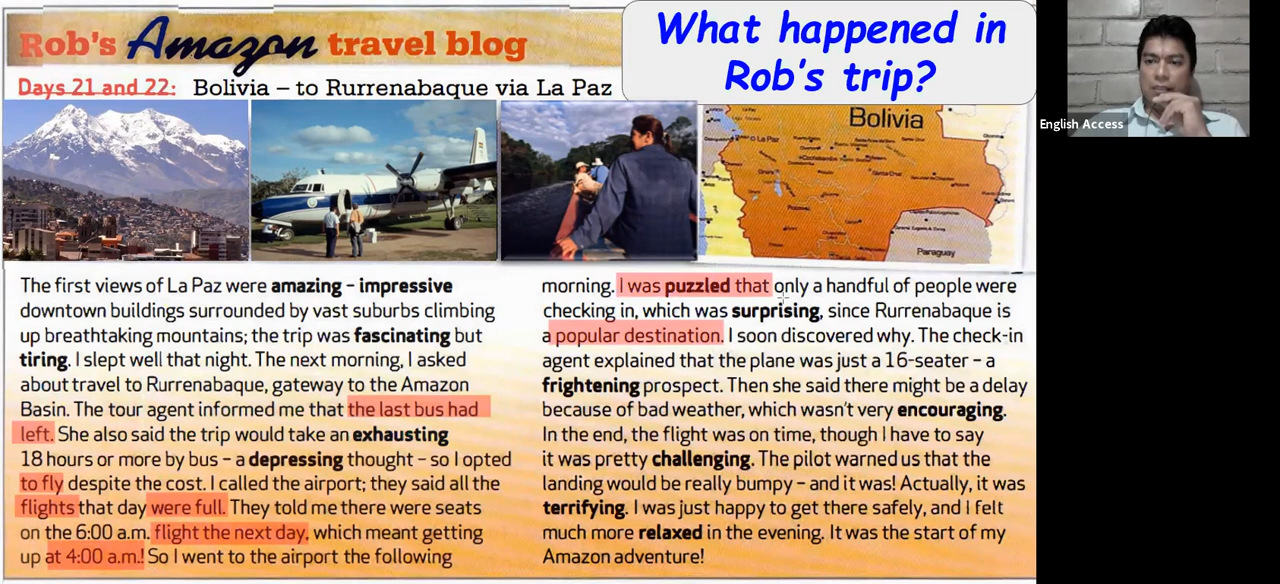 Rob's Amazon travel blog
What happened in
Rob's trip?
Days 21 and 22: Bolivia – to Rurrenabaque via La Paz
English Access
Bolivia
La Paz
Paraguay
The first views of La Paz were amazing – impressive
downtown buildings surrounded by vast suburbs climbing
up breathtaking mountains; the trip was fascinating but
tiring. I slept well that night. The next morning, I asked
about travel to Rurrenabaque, gateway to the Amazon
Basin. The tour agent informed me that the last bus had
left. She also said the trip would take an exhausting
18 hours or more by bus – a depressing thought – so I opted
to fly despite the cost. I called the airport; they said all the
flights that day were full. They told me there were seats
on the 6:00 a.m. flight the next day, which meant getting
up at 4:00 a.m.! So I went to the airport the following
morning. I was puzzled that only a handful of people were
checking in, which was surprising, since Rurrenabaque is
a popular destination. I soon discovered why. The check-in
agent explained that the plane was just a 16-seater – a
frightening prospect. Then she said there might be a delay
because of bad weather, which wasn't very encouraging.
In the end, the flight was on time, though I have to say
it was pretty challenging. The pilot warned us that the
landing would be really bumpy – and it was! Actually, it was
terrifying. I was just happy to get there safely, and I felt
much more relaxed in the evening. It was the start of my
Amazon adventure!